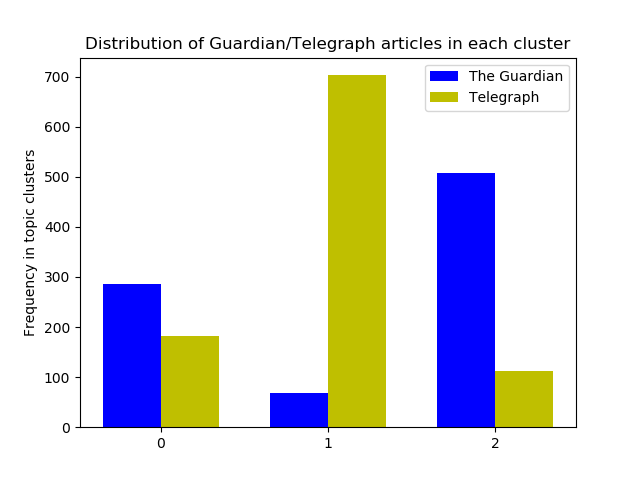 Distribution of Guardian/Telegraph articles in each cluster
The Guardian
Telegraph
Frequency in topic clusters
700
600
500
400
300
200
100
0
0 1 2